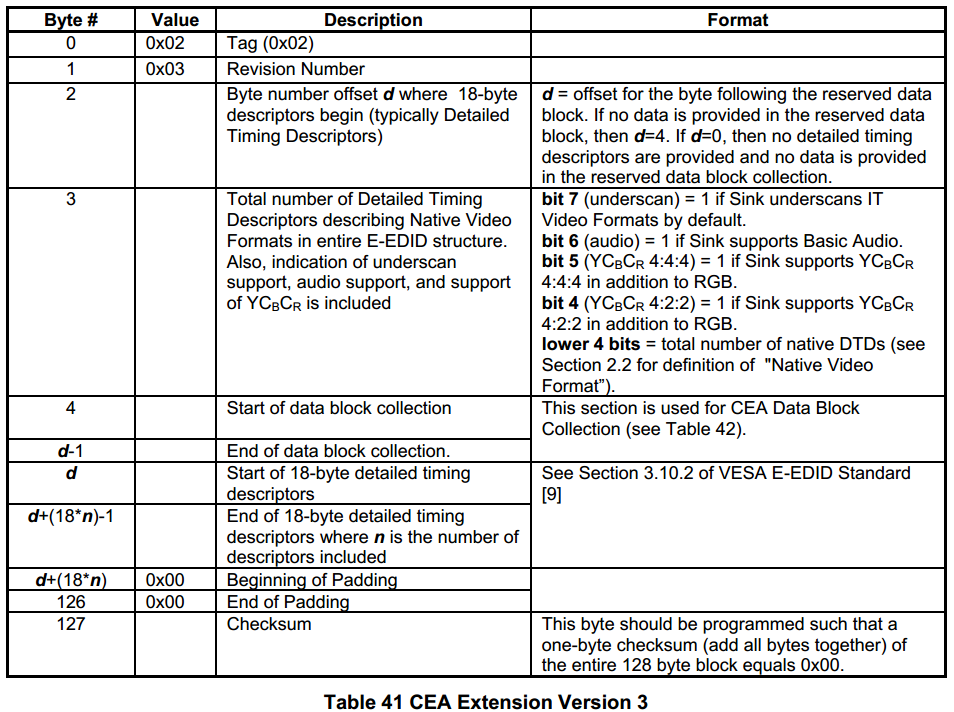 Byte # Value Description Format
0 0x02 Tag (0x02)
1 0x03 Revision Number
2 Byte number offset d where 18-byte
descriptors begin (typically Detailed
Timing Descriptors)
d = offset for the byte following the reserved data
block. If no data is provided in the reserved data
block, then d=4. If d=0, then no detailed timing
descriptors are provided and no data is provided
in the reserved data block collection.
3 Total number of Detailed Timing
Descriptors describing Native Video
Formats in entire E-EDID structure.
Also, indication of underscan
support, audio support, and support
of YCBCR is included
bit 7 (underscan) = 1 if Sink underscans IT
Video Formats by default.
bit 6 (audio) = 1 if Sink supports Basic Audio.
bit 5 (YCBCR 4:4:4) = 1 if Sink supports YCBCR
4:4:4 in addition to RGB.
bit 4 (YCBCR 4:2:2) = 1 if Sink supports YCBCR
4:2:2 in addition to RGB.
lower 4 bits = total number of native DTDs (see
Section 2.2 for definition of "Native Video
Format”).
4 Start of data block collection
This section is used for CEA Data Block
Collection (see Table 42).
d-1 End of data block collection.
d Start of 18-byte detailed timing
descriptors
See Section 3.10.2 of VESA E-EDID Standard
[9]
d+(18*n)-1 End of 18-byte detailed timing
descriptors where n is the number of
descriptors included
d+(18*n) 0x00 Beginning of Padding
126 0x00 End of Padding
127 Checksum
This byte should be programmed such that a
one-byte checksum (add all bytes together) of
the entire 128 byte block equals 0x00.
Table 41 CEA Extension Version 3